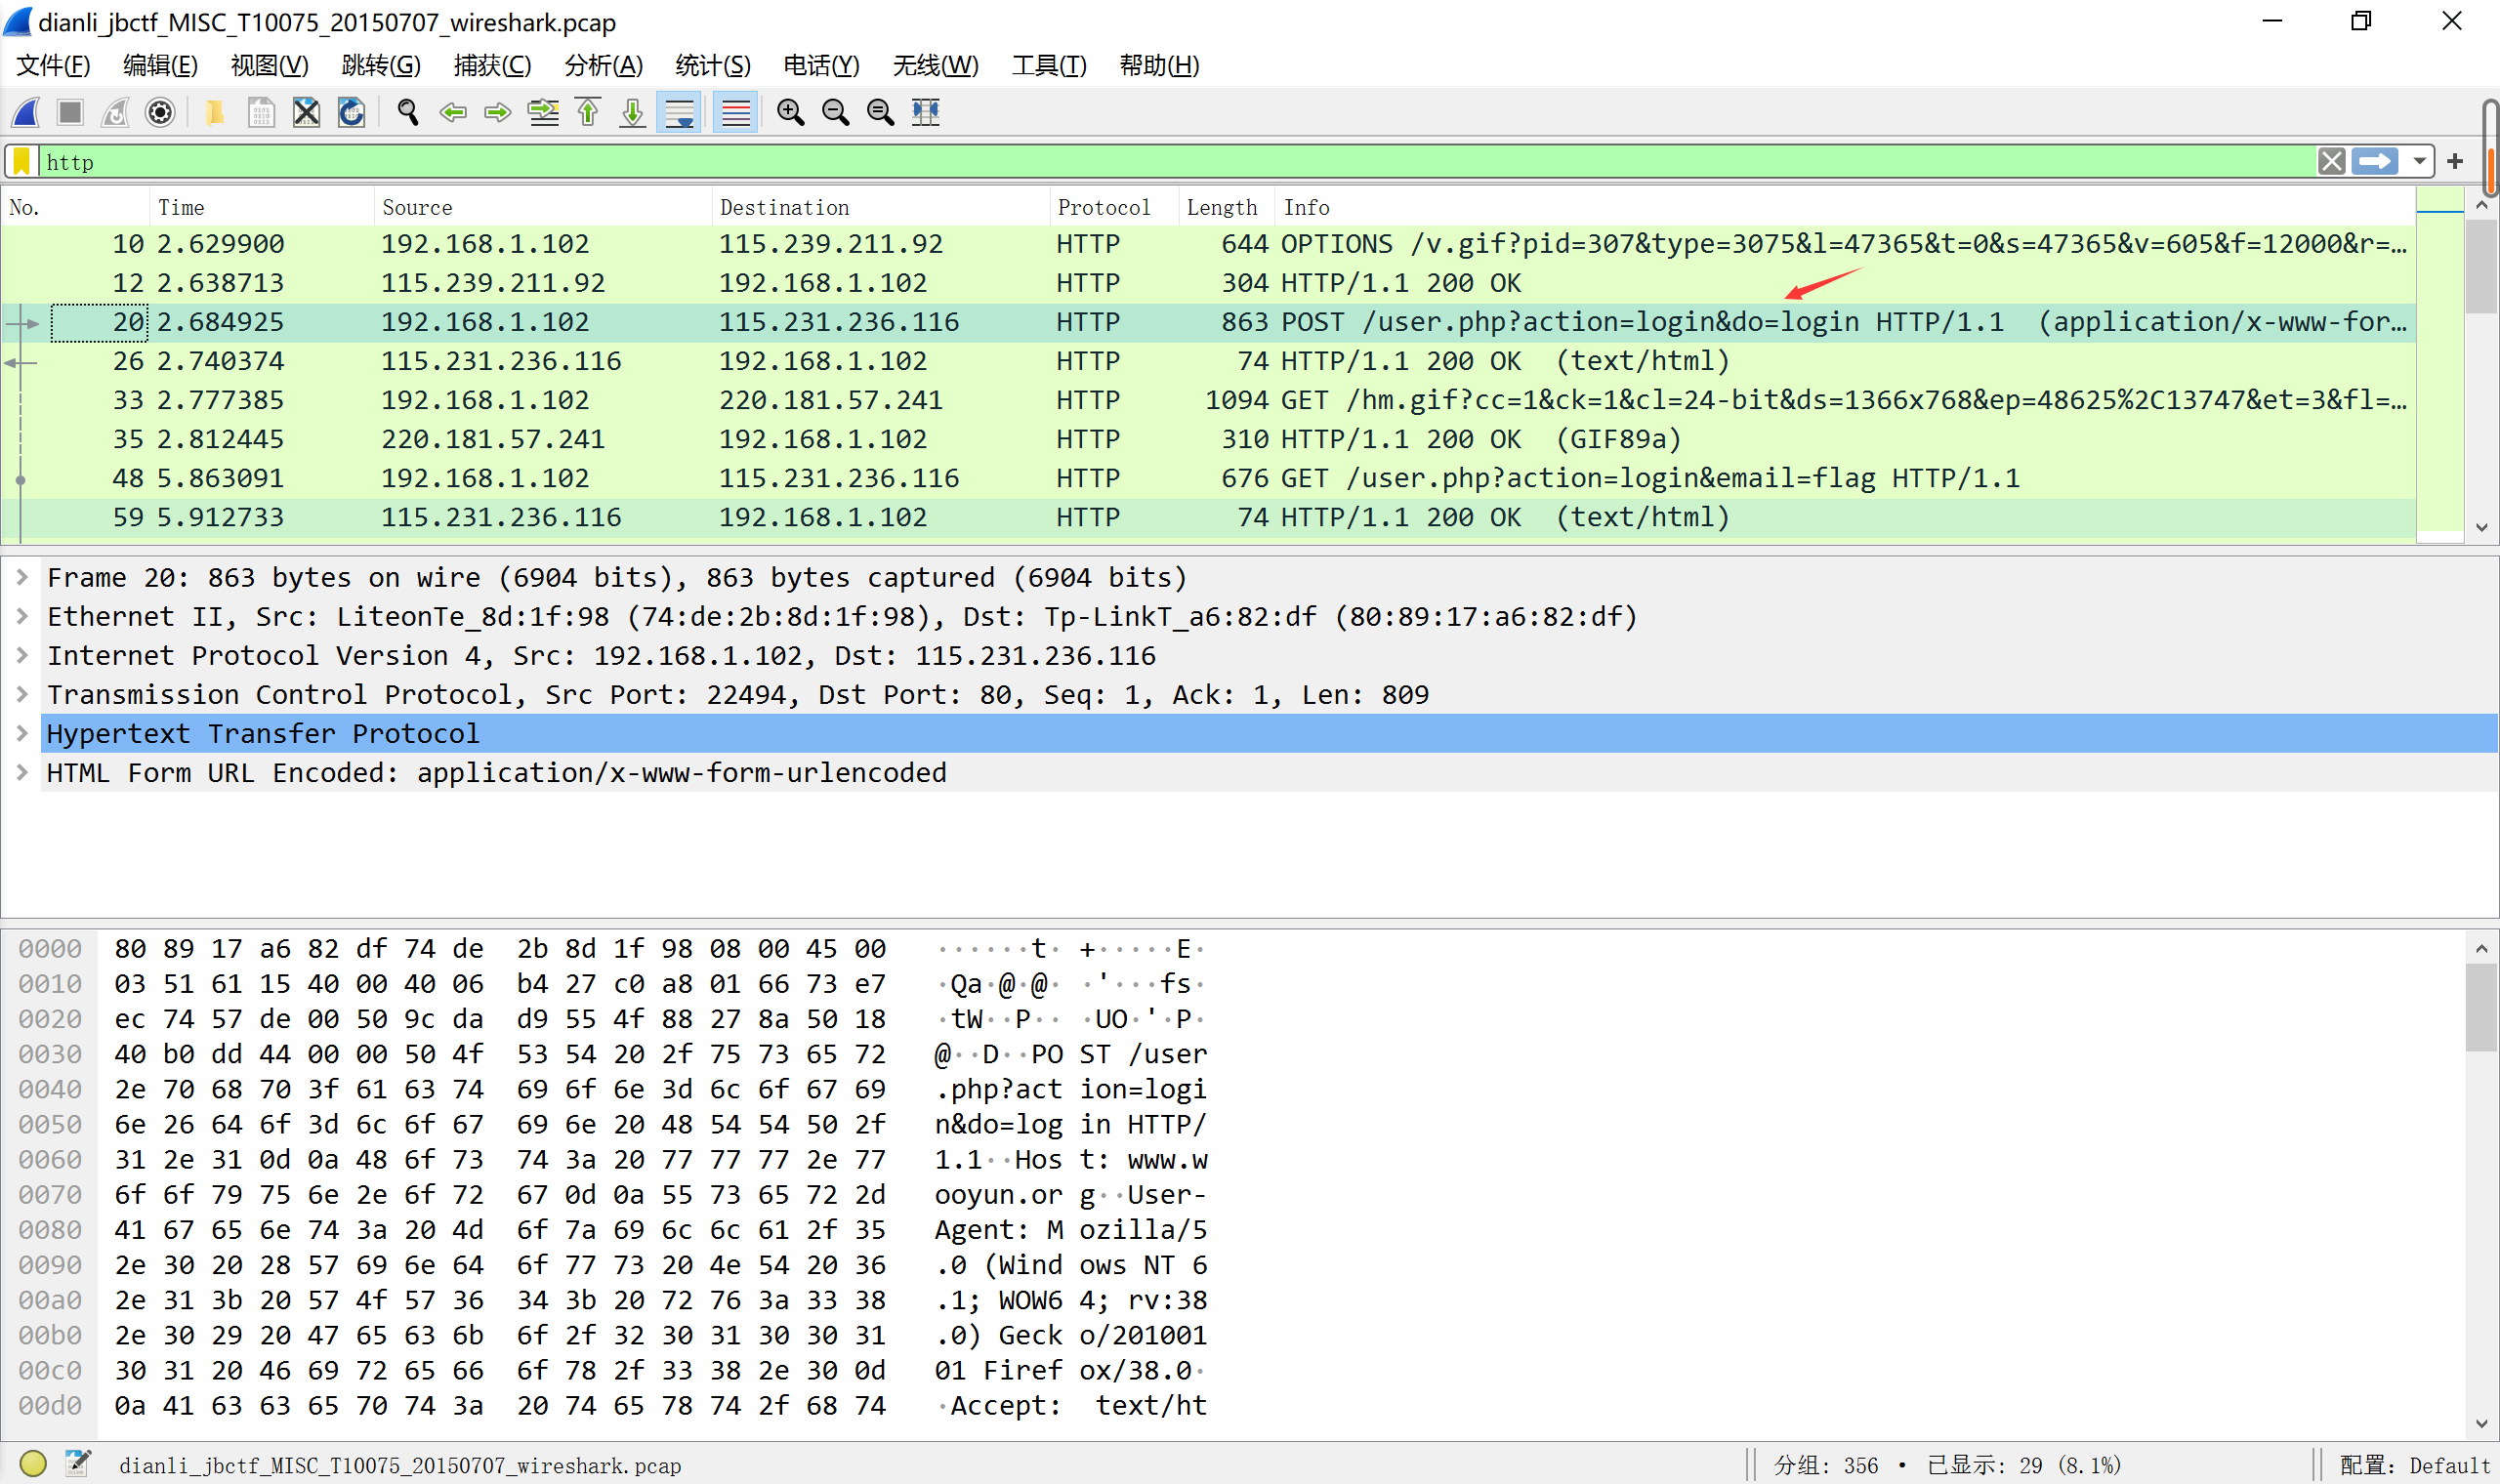 dianli_jbctf_MISC_T10075_20150707_wireshark.pcap
文件(F) 编辑(E) 视图(V) 跳转(G) 捕获(C) 分析(A) 统计(S) 电话(Y) 无线(W) 工具(T) 帮助(H)
http
No. Time Source Destination Protocol Length Info
10 2.629900 192.168.1.102 115.239.211.92 HTTP 644 OPTIONS /v.gif?pid=307&type=3075&l=47365&t=0&s=47365&v=605&f=12000&r=…
12 2.638713 115.239.211.92 192.168.1.102 HTTP 304 HTTP/1.1 200 OK
20 2.684925 192.168.1.102 115.231.236.116 HTTP 863 POST /user.php?action=login&do=login HTTP/1.1  (application/x-www-for…
26 2.740374 115.231.236.116 192.168.1.102 HTTP 74 HTTP/1.1 200 OK  (text/html)
33 2.777385 192.168.1.102 220.181.57.241 HTTP 1094 GET /hm.gif?cc=1&ck=1&cl=24-bit&ds=1366x768&ep=48625%2C13747&et=3&fl=…
35 2.812445 220.181.57.241 192.168.1.102 HTTP 310 HTTP/1.1 200 OK  (GIF89a)
48 5.863091 192.168.1.102 115.231.236.116 HTTP 676 GET /user.php?action=login&email=flag HTTP/1.1
59 5.912733 115.231.236.116 192.168.1.102 HTTP 74 HTTP/1.1 200 OK  (text/html)
Frame 20: 863 bytes on wire (6904 bits), 863 bytes captured (6904 bits)
Ethernet II, Src: LiteonTe_8d:1f:98 (74:de:2b:8d:1f:98), Dst: Tp-LinkT_a6:82:df (80:89:17:a6:82:df)
Internet Protocol Version 4, Src: 192.168.1.102, Dst: 115.231.236.116
Transmission Control Protocol, Src Port: 22494, Dst Port: 80, Seq: 1, Ack: 1, Len: 809
Hypertext Transfer Protocol
HTML Form URL Encoded: application/x-www-form-urlencoded
0000 80 89 17 a6 82 df 74 de 2b 8d 1f 98 08 00 45 00 ······t· +·····E·
0010 03 51 61 15 40 00 40 06 b4 27 c0 a8 01 66 73 e7 ·Qa·@·@· ·'···fs·
0020 ec 74 57 de 00 50 9c da d9 55 4f 88 27 8a 50 18 ·tW··P·· ·UO·'·P·
0030 40 b0 dd 44 00 00 50 4f 53 54 20 2f 75 73 65 72 @··D··PO ST /user
0040 2e 70 68 70 3f 61 63 74 69 6f 6e 3d 6c 6f 67 69 .php?act ion=logi
0050 6e 26 64 6f 3d 6c 6f 67 69 6e 20 48 54 54 50 2f n&do=log in HTTP/
0060 31 2e 31 0d 0a 48 6f 73 74 3a 20 77 77 77 2e 77 1.1··Hos t: www.w
0070 6f 6f 79 75 6e 2e 6f 72 67 0d 0a 55 73 65 72 2d ooyun.or g··User-
0080 41 67 65 6e 74 3a 20 4d 6f 7a 69 6c 6c 61 2f 35 Agent: M ozilla/5
0090 2e 30 20 28 57 69 6e 64 6f 77 73 20 4e 54 20 36 .0 (Wind ows NT 6
00a0 2e 31 3b 20 57 4f 57 36 34 3b 20 72 76 3a 33 38 .1; WOW6 4; rv:38
00b0 2e 30 29 20 47 65 63 6b 6f 2f 32 30 31 30 30 31 .0) Geck o/201001
00c0 30 31 20 46 69 72 65 66 6f 78 2f 33 38 2e 30 0d 01 Firef ox/38.0·
00d0 0a 41 63 63 65 70 74 3a 20 74 65 78 74 2f 68 74 ·Accept:  text/ht
dianli_jbctf_MISC_T10075_20150707_wireshark.pcap 分组: 356 · 已显示: 29 (8.1%) 配置: Default